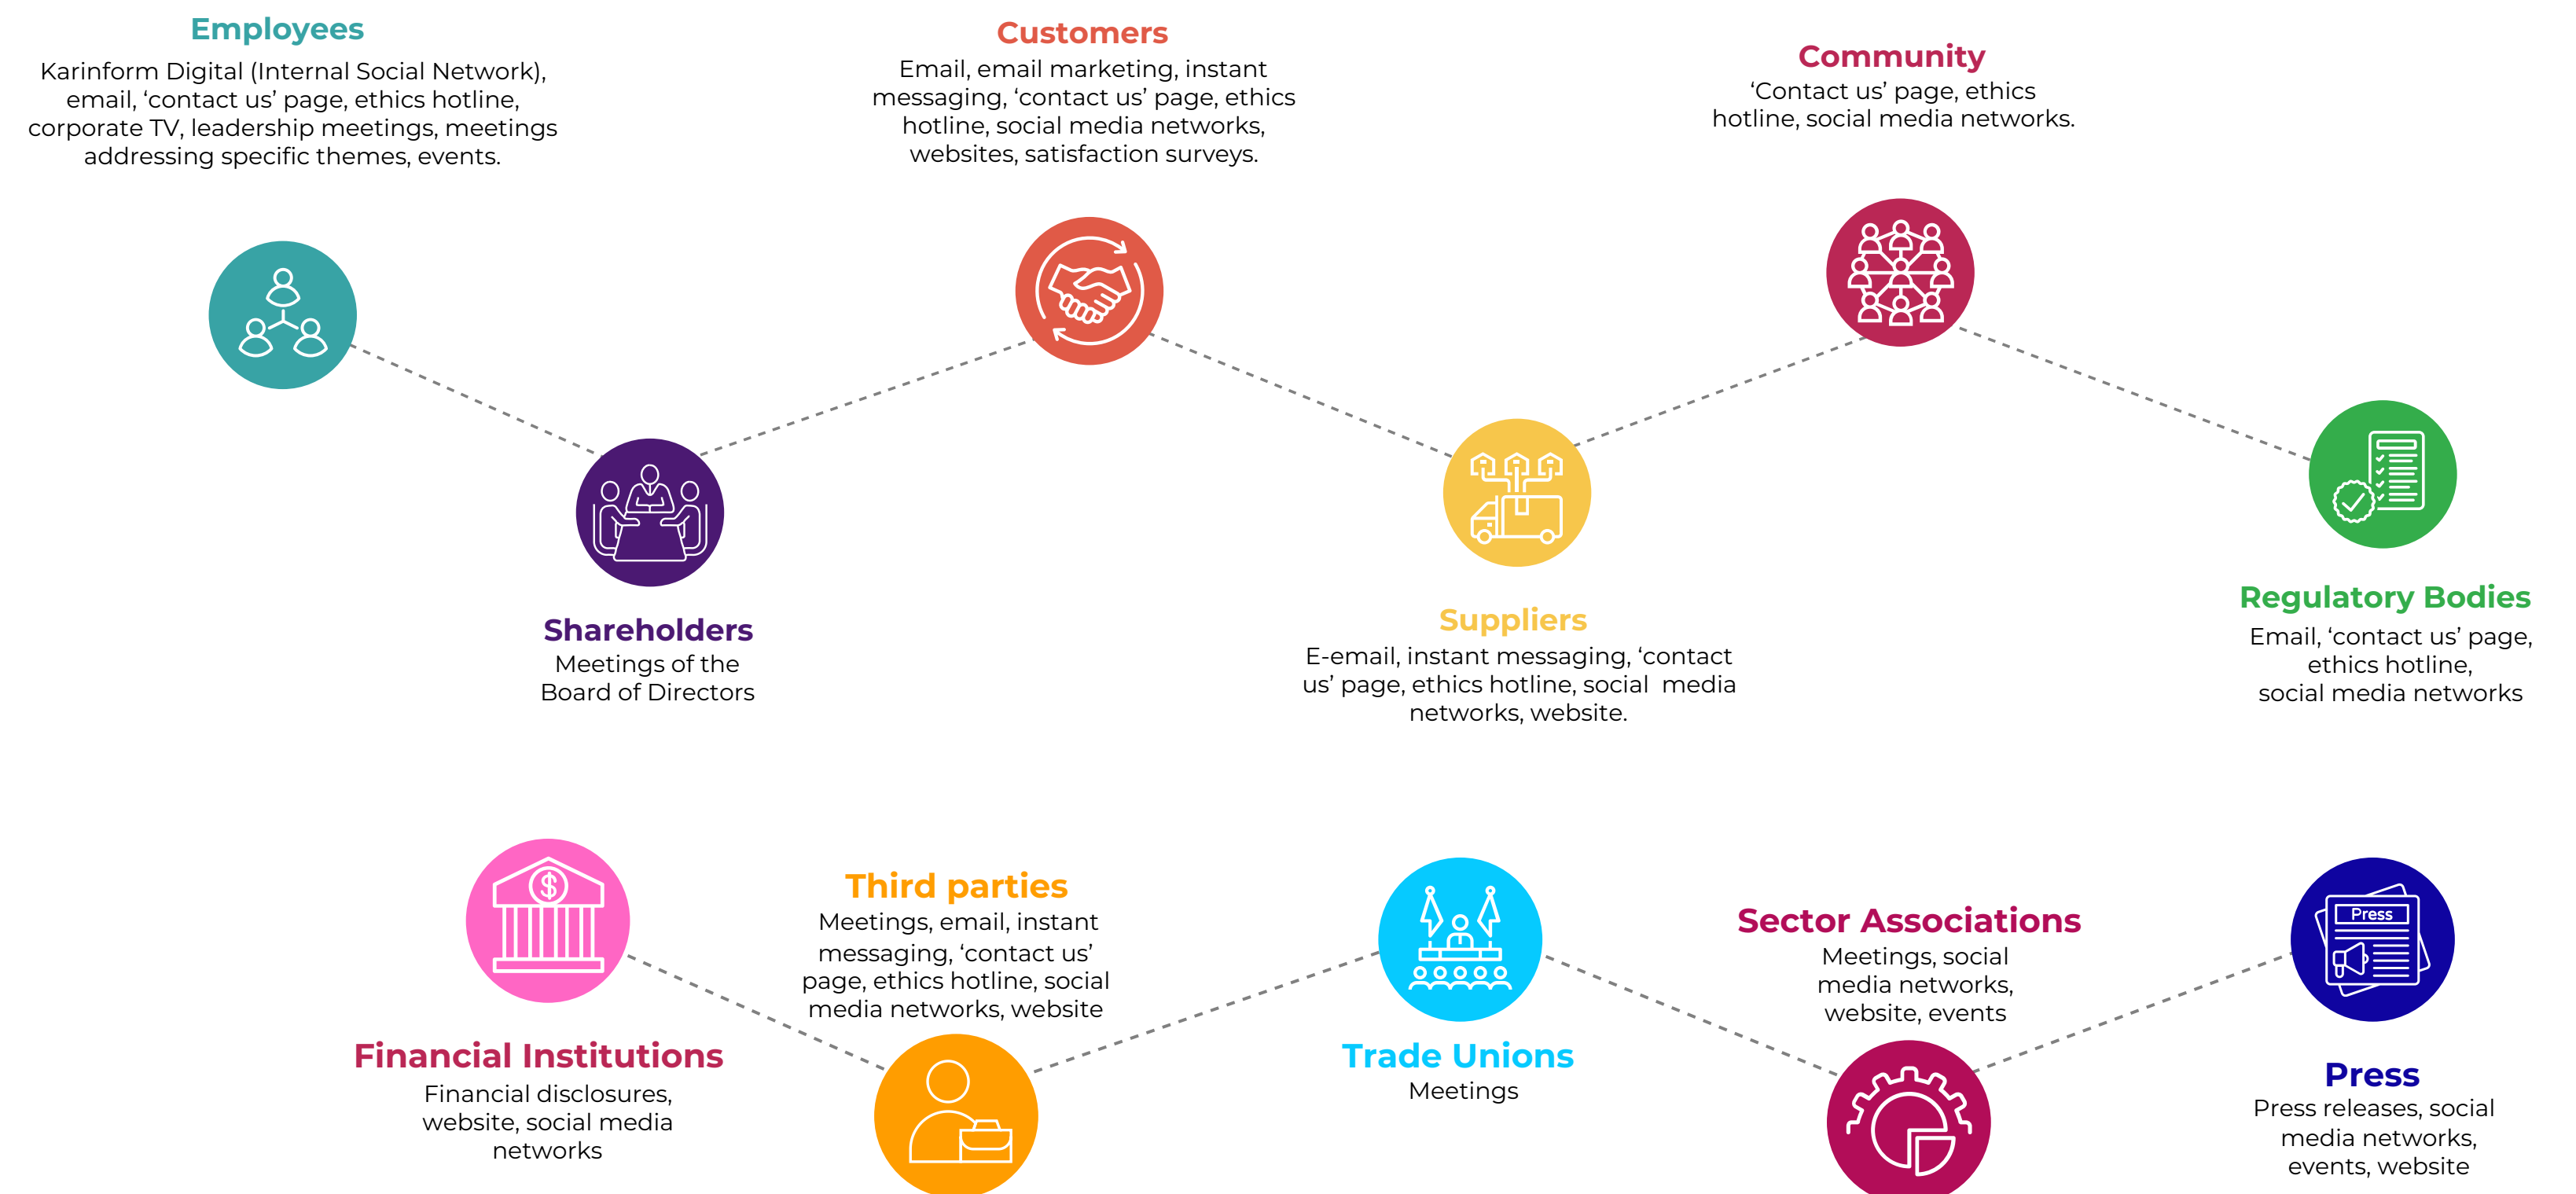 Employees
Karinform Digital (Internal Social Network),
email, ‘contact us’ page, ethics hotline,
corporate TV, leadership meetings, meetings
addressing specific themes, events.
Customers
Email, email marketing, instant
messaging, ‘contact us’ page, ethics
hotline, social media networks,
websites, satisfaction surveys.
Community
‘Contact us’ page, ethics
hotline, social media networks.
Shareholders
Meetings of the
Board of Directors
Suppliers
E-email, instant messaging, ‘contact
us’ page, ethics hotline, social  media
networks, website.
Regulatory Bodies
Email, ‘contact us’ page,
ethics hotline,
social media networks
$
Financial Institutions
Financial disclosures,
website, social media
networks
Third parties
Meetings, email, instant
messaging, ‘contact us’
page, ethics hotline, social
media networks, website
Trade Unions
Meetings
Sector Associations
Meetings, social
media networks,
website, events
Press
Press
Press releases, social
media networks,
events, website